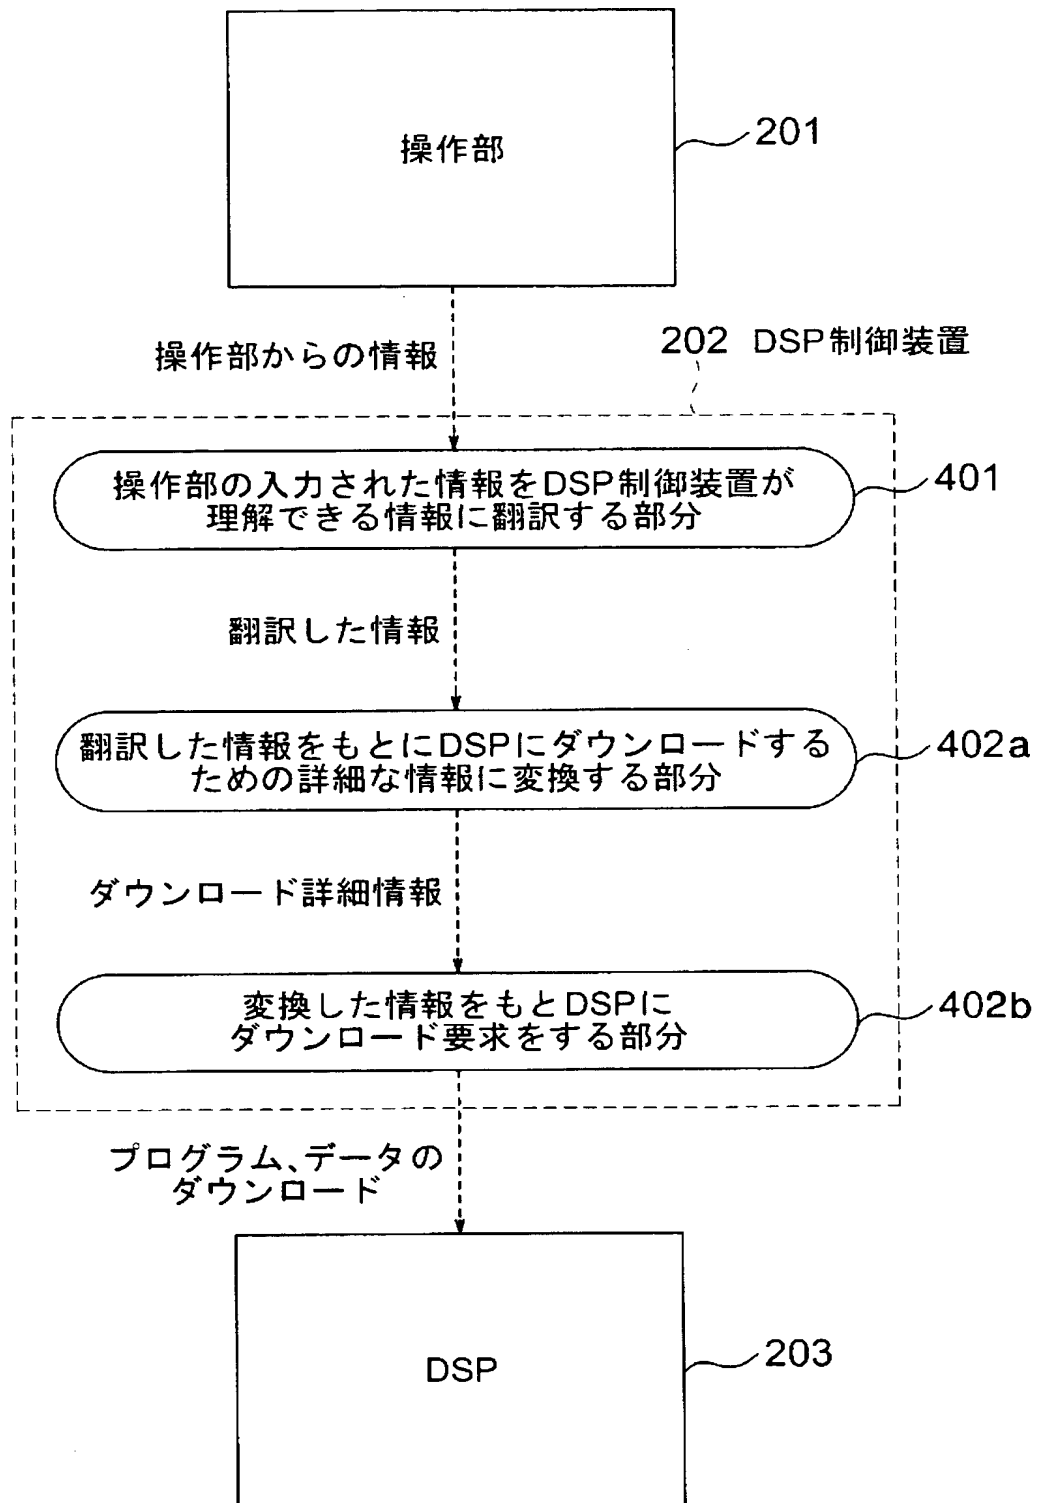 操作部
201
操作部からの情報
202 DSP制御装置
操作部の入力された情報をDSP制御装置が
理解できる情報に翻訳する部分
401
翻訳した情報
翻訳した情報をもとにDSPにダウンロードする
ための詳細な情報に変換する部分
402a
ダウンロード詳細情報
変換した情報をもとDSPに
ダウンロード要求をする部分
402b
プログラム、データの
ダウンロード
DSP
203